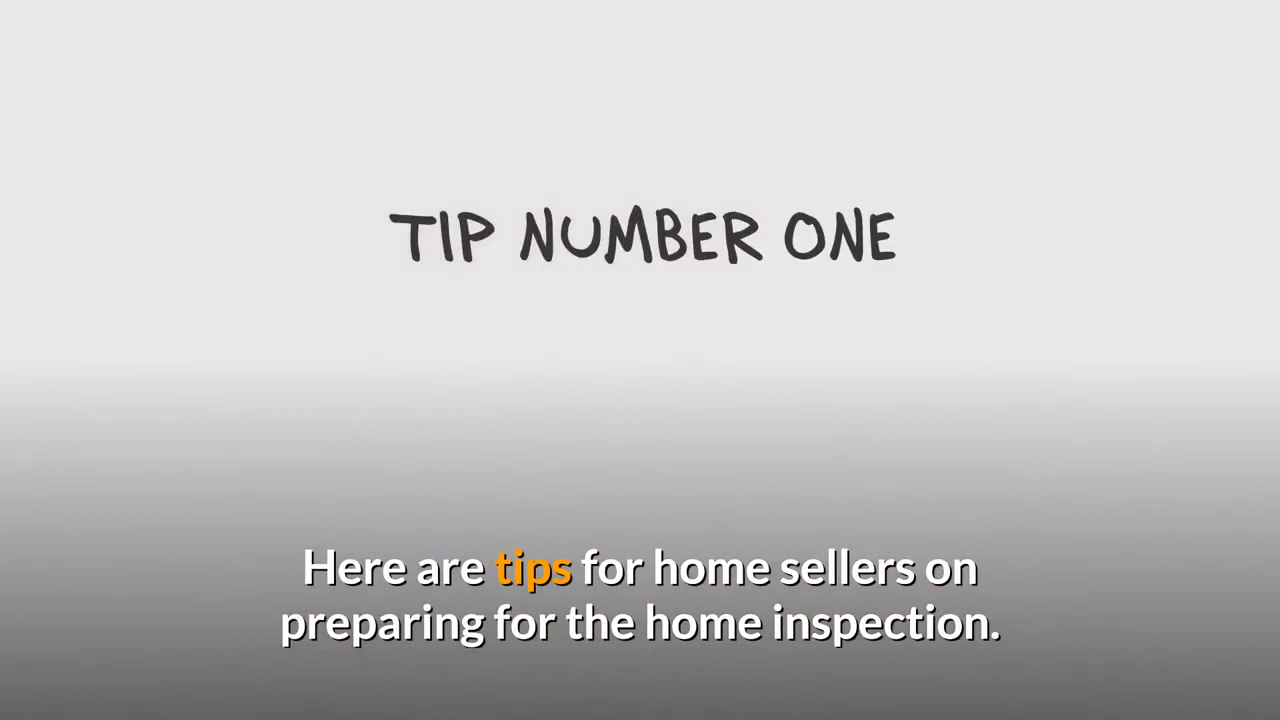 TIP NUMBER ONE
Here are tips for home sellers on
preparing for the home inspection.